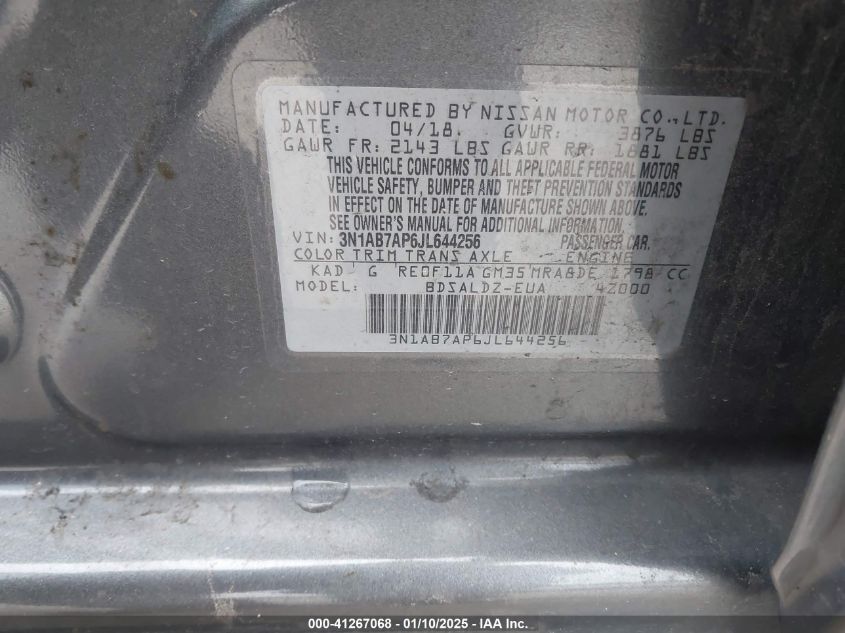 MANUFACTURED BY NISSAN MOTOR CO., LTD.
DATE: 04/18 GVWR: 3876 LBS
GAWR FR: 2143 LBS GAWR RR: 1881 LBS
THIS VEHICLE CONFORMS TO ALL APPLICABLE FEDERAL MOTOR
VEHICLE SAFETY, BUMPER AND THEFT PREVENTION STANDARDS
IN EFFECT ON THE DATE OF MANUFACTURE SHOWN ABOVE.
SEE OWNER'S MANUAL FOR ADDITIONAL INFORMATION.
VIN: 3N1AB7AP6JL644256 PASSENGER CAR
COLOR TRIM TRANS AXLE ENGINE
KAD G RE0F11A GM35 MRA8DE 1798 CC
MODEL: BDSALDZ-EUA 4Z000
3N1AB7AP6JL644256
000-41267068 - 01/10/2025 - IAA Inc.